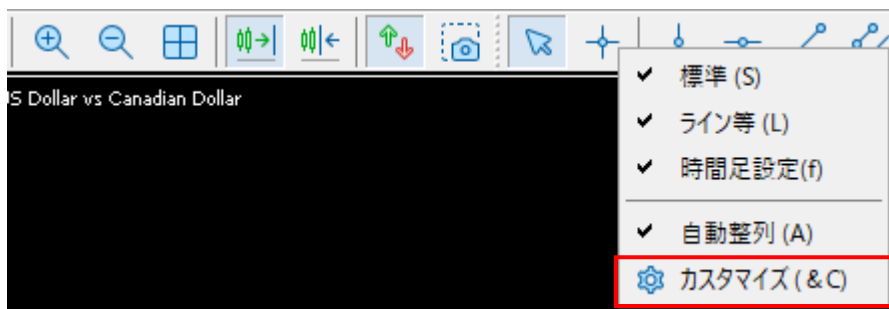 US Dollar vs Canadian Dollar
標準 (S)
ライン等 (L)
時間足設定(f)
自動整列 (A)
カスタマイズ ( & C)